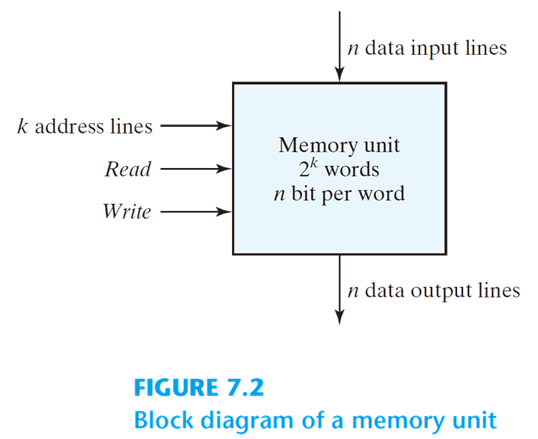 n data input lines
k address lines
Read
Write
Memory unit
2ᵏ words
n bit per word
n data output lines
FIGURE 7.2
Block diagram of a memory unit